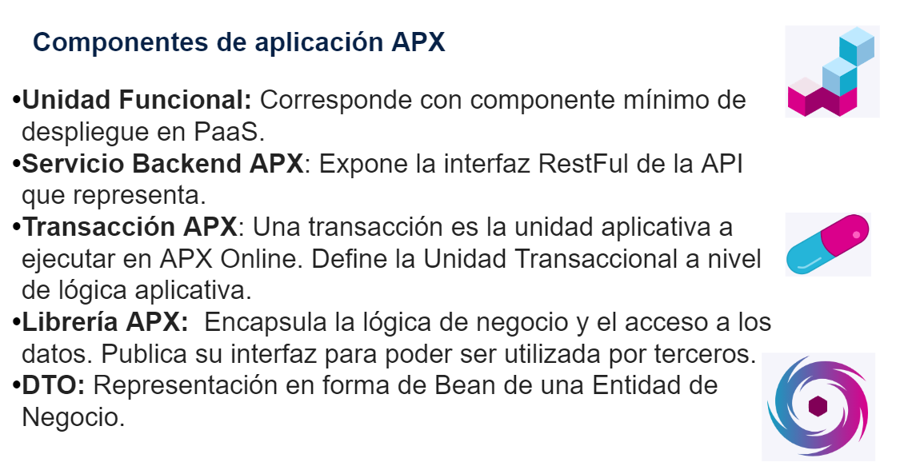 Componentes de aplicación APX
•Unidad Funcional: Corresponde con componente mínimo de
despliegue en PaaS.
•Servicio Backend APX: Expone la interfaz RestFul de la API
que representa.
•Transacción APX: Una transacción es la unidad aplicativa a
ejecutar en APX Online. Define la Unidad Transaccional a nivel
de lógica aplicativa.
•Librería APX:  Encapsula la lógica de negocio y el acceso a los
datos. Publica su interfaz para poder ser utilizada por terceros.
•DTO: Representación en forma de Bean de una Entidad de
Negocio.